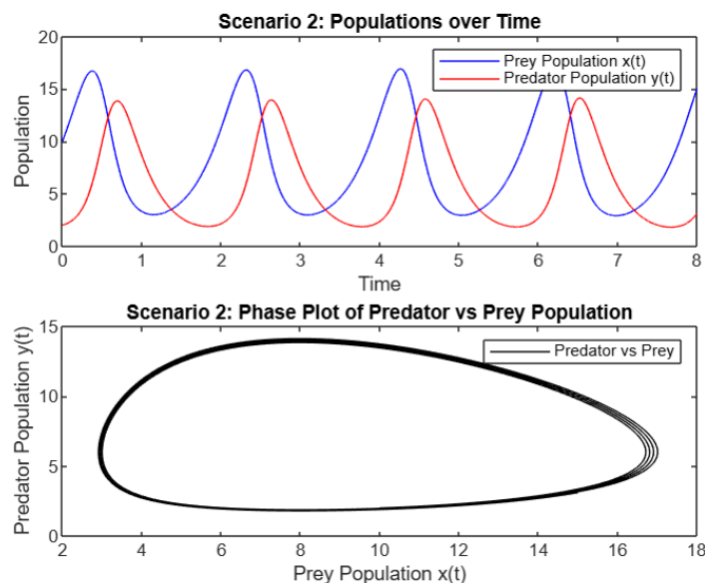 Scenario 2: Populations over Time
20
15
10
5
0
Population
Prey Population x(t)
Predator Population y(t)
0 1 2 3 4 5 6 7 8
Time
Scenario 2: Phase Plot of Predator vs Prey Population
15
10
5
0
Predator Population y(t)
Predator vs Prey
2 4 6 8 10 12 14 16 18
Prey Population x(t)